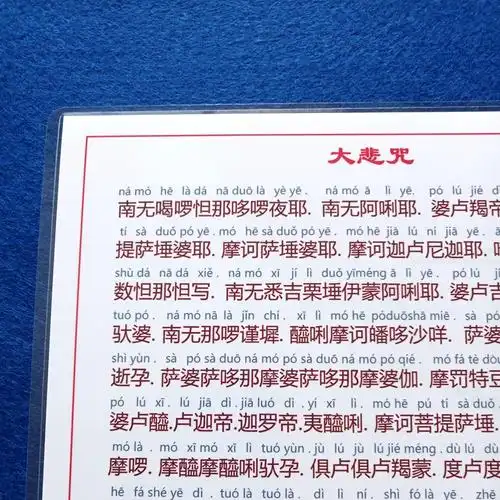 大悲咒
ná mó hē là dá nā duō là yè yē. ná mó ā lì yē. pó lú jié dì
南无喝啰怛那哆啰夜耶. 南无阿唎耶. 婆卢羯帝
tí sà duǒ pó yē. mó hē sà duǒ pó yē. mó hē jiā lú ní jiā yē.
提萨埵婆耶. 摩诃萨埵婆耶. 摩诃迦卢尼迦耶.
shù dá nā dá xiě. ná mó xī jí lì duǒ yīméng ā lì yē. pó lú jí
数怛那怛写. 南无悉吉栗埵伊蒙阿唎耶. 婆卢吉
tuó pó. ná mó nā là jǐn chí. xī lì mó hē póduōshā miē. sà pó
驮婆. 南无那啰谨墀. 醯唎摩诃皤哆沙咩. 萨婆
shì yùn. sà pó sà duō ná mó pó sà duō ná mó pó qié. mó fá tè dòu
逝孕. 萨婆萨哆那摩婆萨哆那摩婆伽. 摩罚特豆
pó lú xī. lú jiā dì.jiā luó dì. yí xī lì. mó hē pú tí sà duǒ
婆卢醯. 卢迦帝.迦罗帝.夷醯唎. 摩诃菩提萨埵.
mó là. mó xī mó xī lì tuó yùn. jù lú jù lú jié méng. dù lú dù
摩啰. 摩醯摩醯唎驮孕. 俱卢俱卢羯蒙. 度卢度
hē fá shé yē dì. tuó là tuó là. dì lì ní. shì fó là yē. zhē